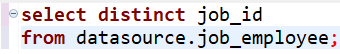 select distinct job_id
from datasource.job_employee;